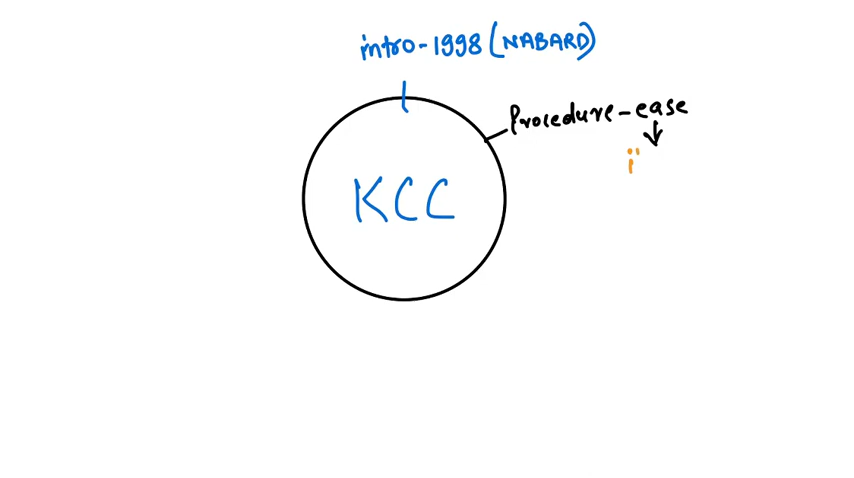 intro-1998 (NABARD)
Procedure-ease
i
KCC